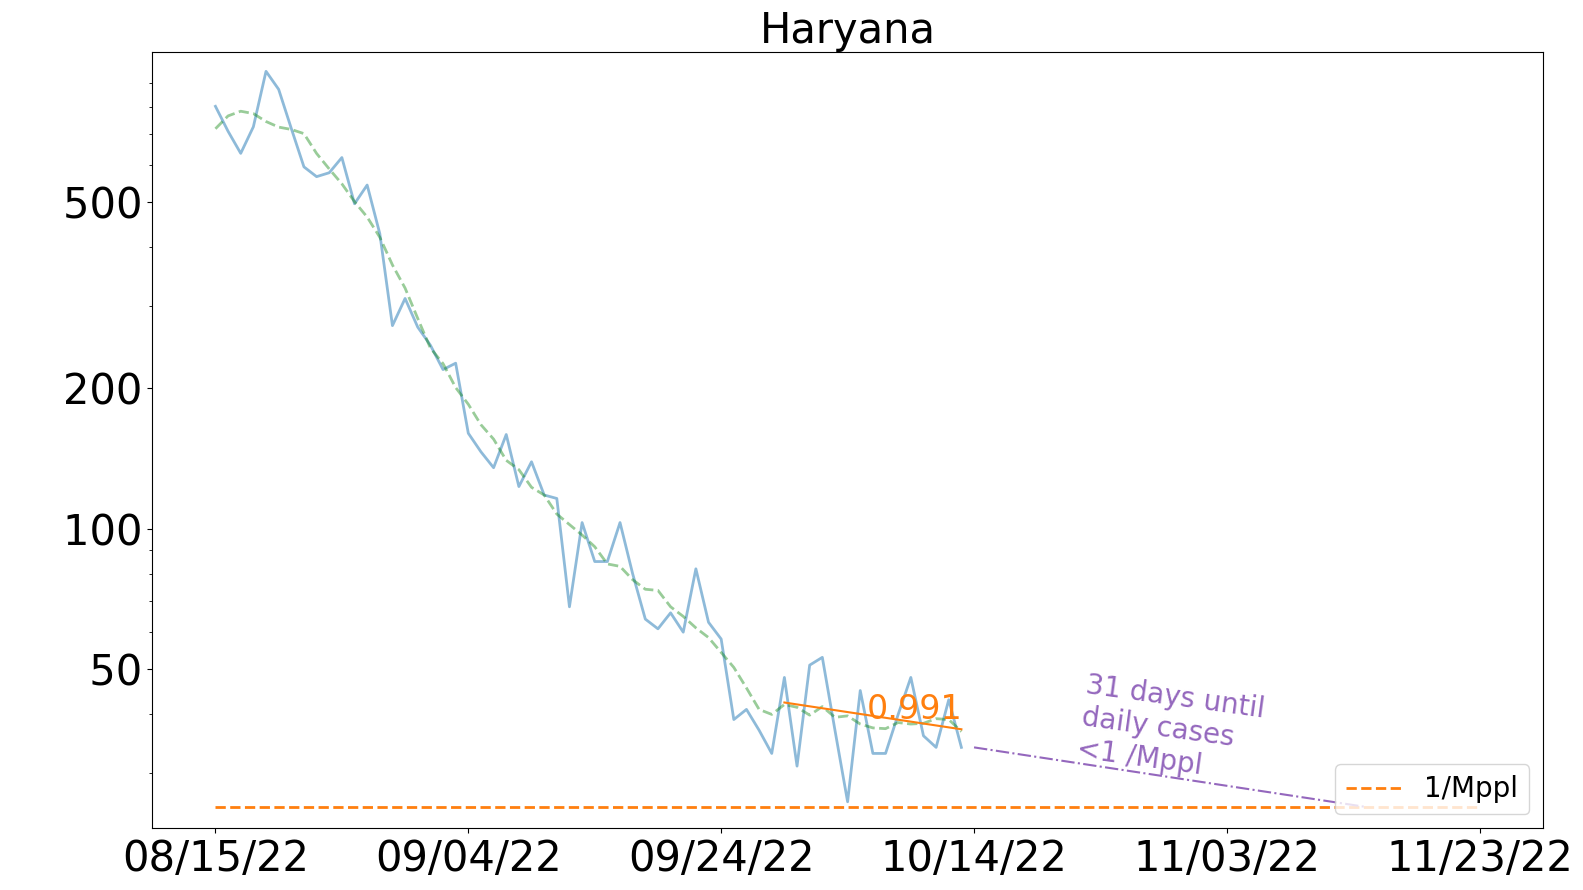 Haryana
500
200
100
50
0.991
31 days until
daily cases
<1 /Mppl
1/Mppl
08/15/22
09/04/22
09/24/22
10/14/22
11/03/22
11/23/22